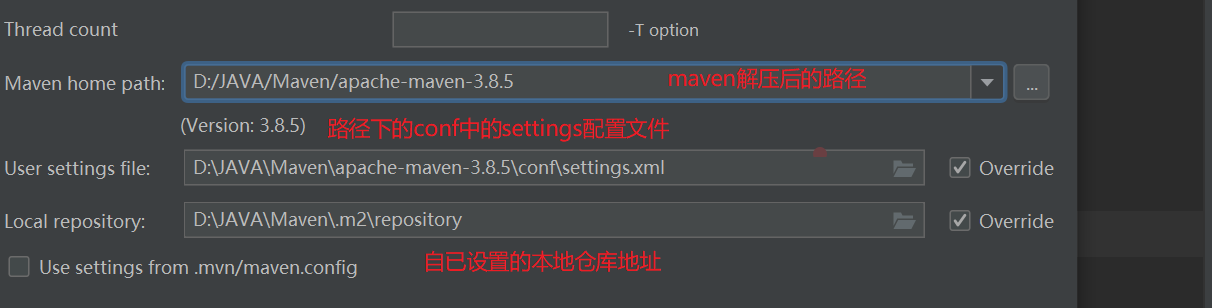 Thread count -T option
Maven home path: D:/JAVA/Maven/apache-maven-3.8.5 maven解压后的路径 ...
(Version: 3.8.5) 路径下的conf中的settings配置文件
User settings file: D:\JAVA\Maven\apache-maven-3.8.5\conf\settings.xml Override
Local repository: D:\JAVA\Maven\.m2\repository Override
Use settings from .mvn/maven.config 自已设置的本地仓库地址